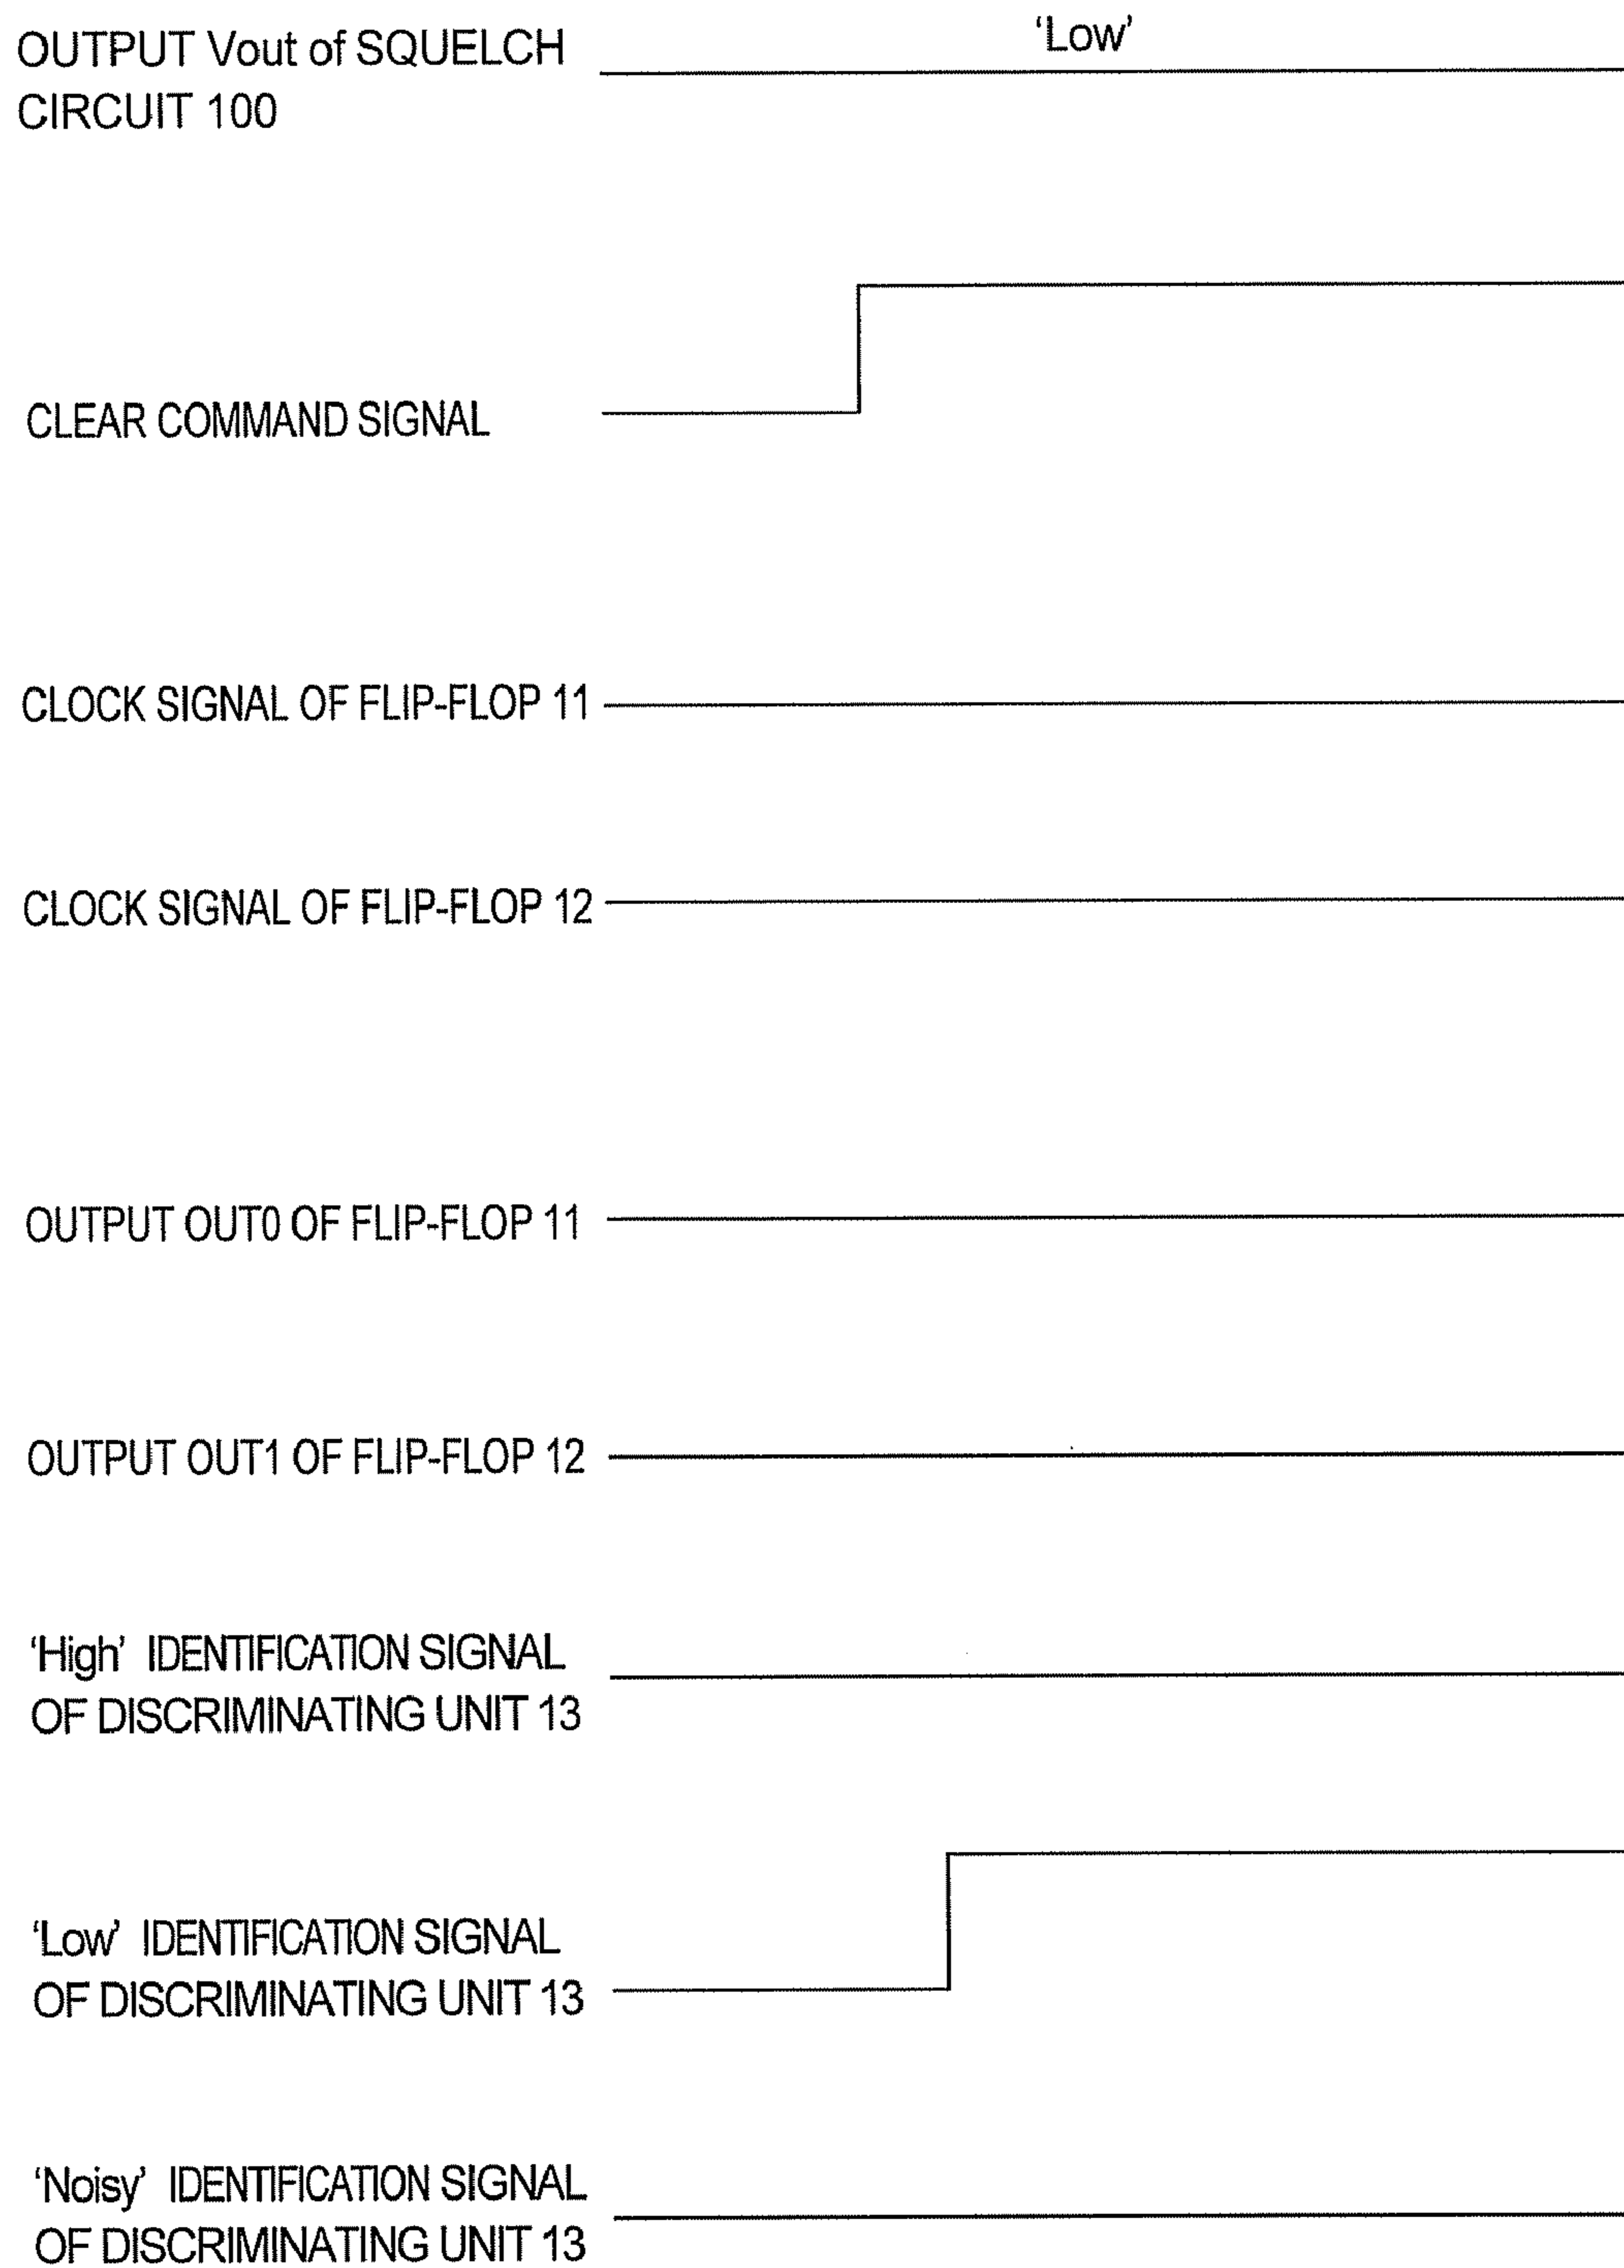 OUTPUT Vout of SQUELCH
CIRCUIT 100
‘Low’
CLEAR COMMAND SIGNAL
CLOCK SIGNAL OF FLIP-FLOP 11
CLOCK SIGNAL OF FLIP-FLOP 12
OUTPUT OUT0 OF FLIP-FLOP 11
OUTPUT OUT1 OF FLIP-FLOP 12
‘High’ IDENTIFICATION SIGNAL
OF DISCRIMINATING UNIT 13
‘Low’ IDENTIFICATION SIGNAL
OF DISCRIMINATING UNIT 13
‘Noisy’ IDENTIFICATION SIGNAL
OF DISCRIMINATING UNIT 13